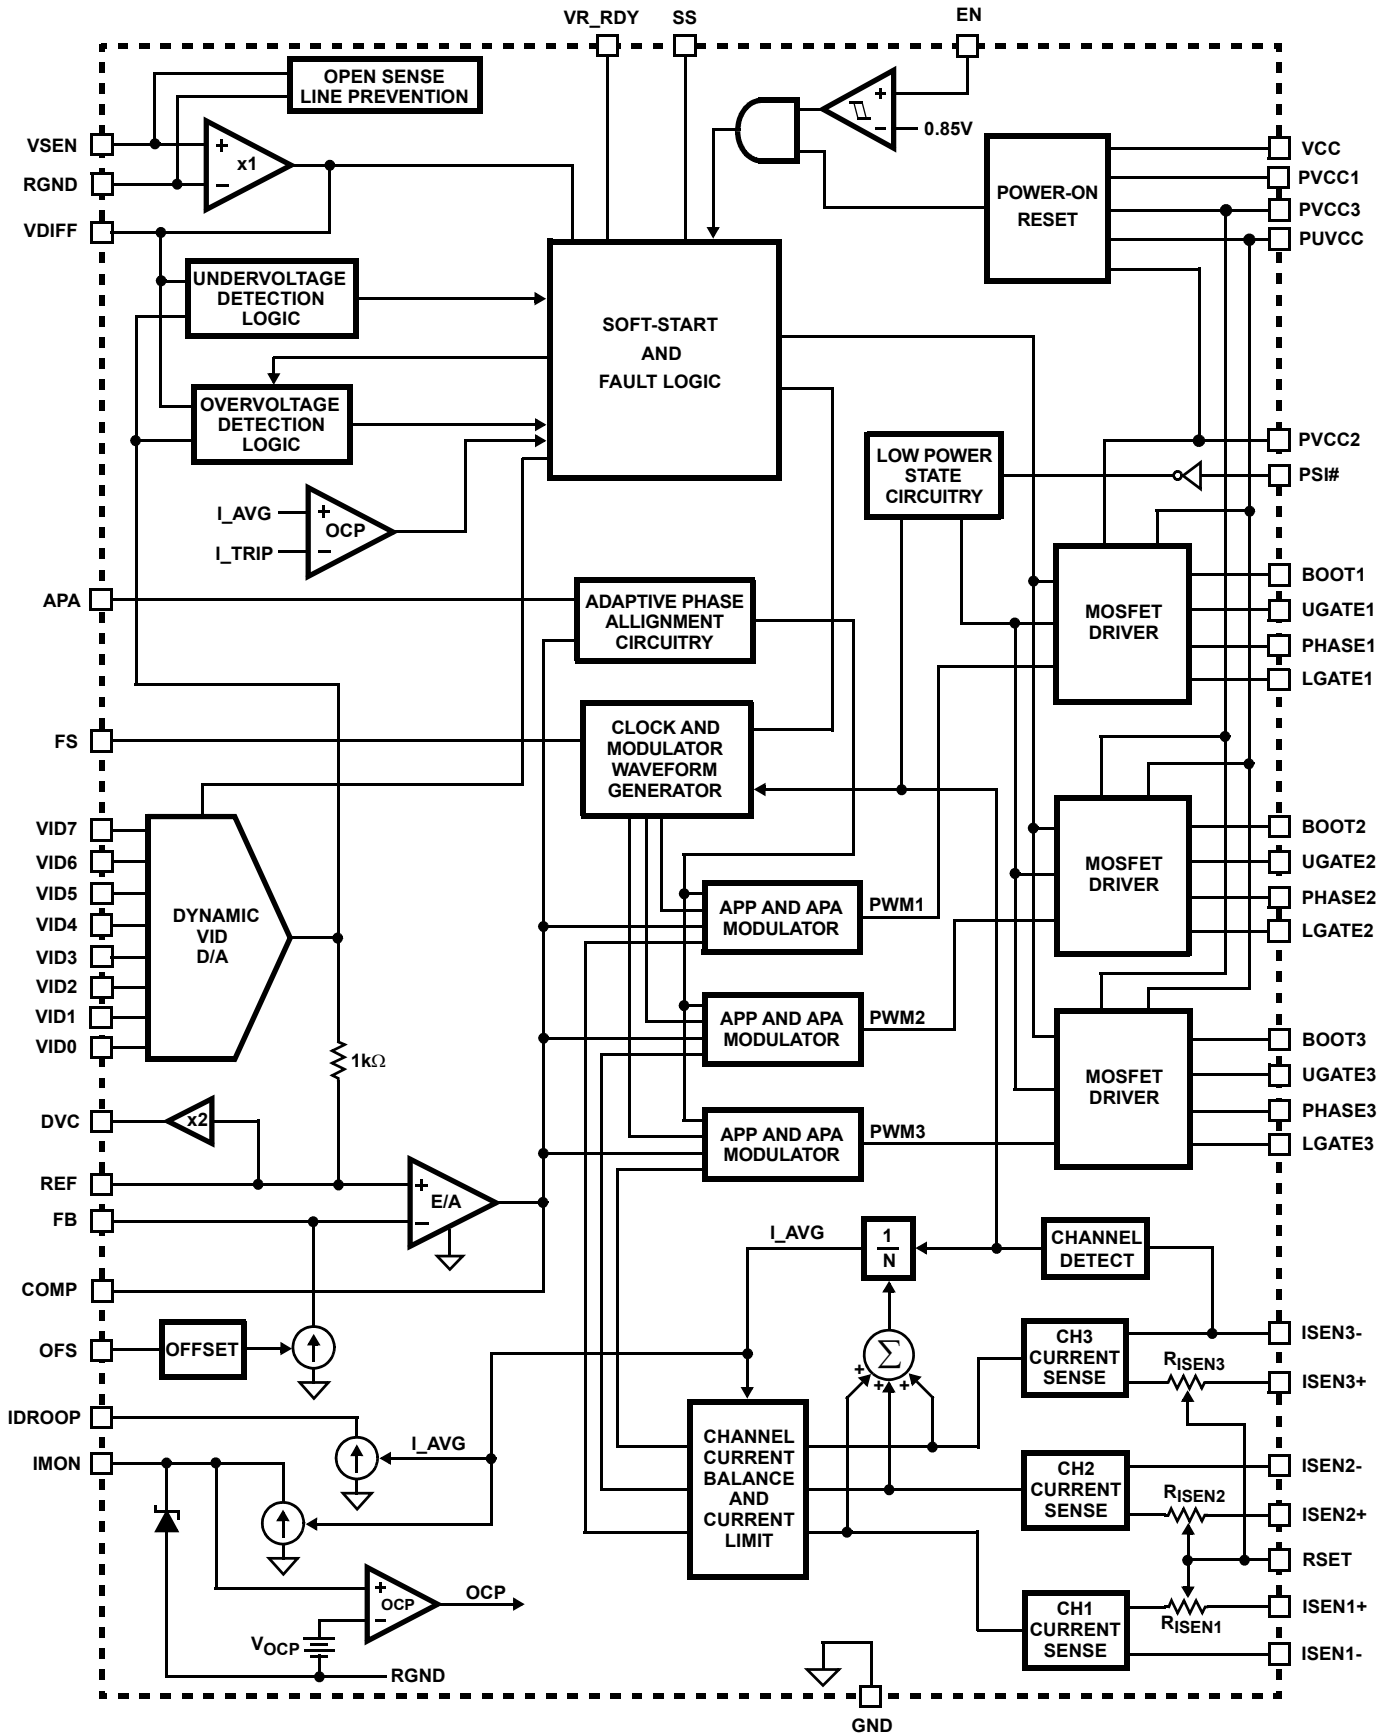 VR_RDY
SS
EN
OPEN SENSE
LINE PREVENTION
VSEN
RGND
VDIFF
+
x1
−
+
−
0.85V
POWER-ON
RESET
VCC
PVCC1
PVCC3
PUVCC
UNDERVOLTAGE
DETECTION
LOGIC
SOFT-START
AND
FAULT LOGIC
OVERVOLTAGE
DETECTION
LOGIC
LOW POWER
STATE
CIRCUITRY
PVCC2
PSI#
I_AVG
I_TRIP
+
OCP
−
APA
ADAPTIVE PHASE
ALLIGNMENT
CIRCUITRY
MOSFET
DRIVER
BOOT1
UGATE1
PHASE1
LGATE1
FS
CLOCK AND
MODULATOR
WAVEFORM
GENERATOR
VID7
VID6
VID5
VID4
VID3
VID2
VID1
VID0
DYNAMIC
VID
D/A
APP AND APA
MODULATOR
PWM1
MOSFET
DRIVER
BOOT2
UGATE2
PHASE2
LGATE2
APP AND APA
MODULATOR
PWM2
1kΩ
MOSFET
DRIVER
BOOT3
UGATE3
PHASE3
LGATE3
DVC
x2
APP AND APA
MODULATOR
PWM3
REF
FB
+
E/A
−
COMP
I_AVG
1
N
CHANNEL
DETECT
OFS
OFFSET
Σ
+
+
+
CH3
CURRENT
SENSE
RISEN3
ISEN3-
ISEN3+
IDROOP
I_AVG
IMON
CHANNEL
CURRENT
BALANCE
AND
CURRENT
LIMIT
CH2
CURRENT
SENSE
RISEN2
ISEN2-
ISEN2+
RSET
+
OCP
−
OCP
VOCP
RGND
CH1
CURRENT
SENSE
RISEN1
ISEN1+
ISEN1-
GND